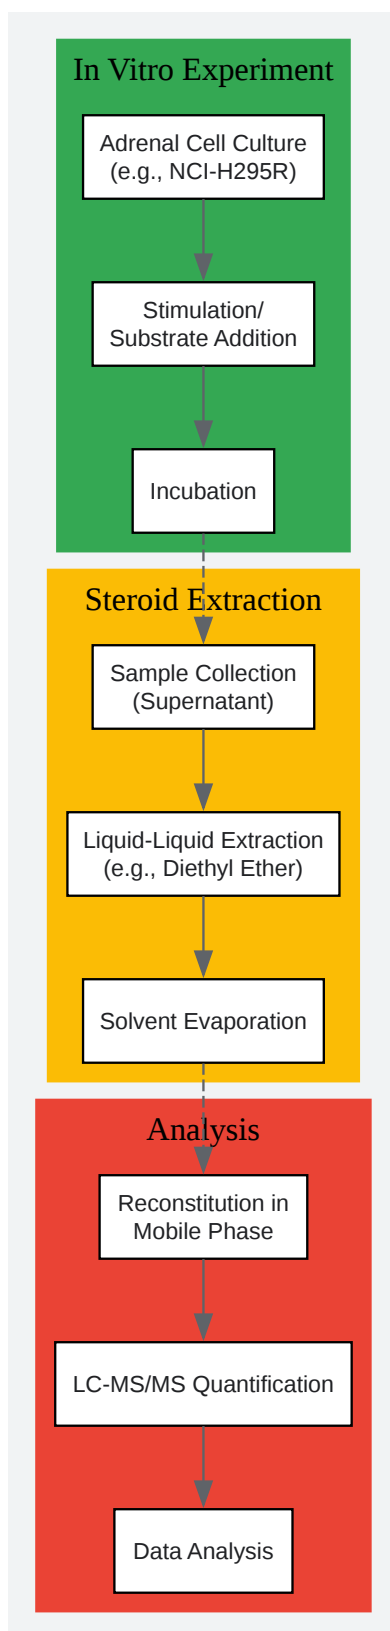 In Vitro Experiment
Adrenal Cell Culture
(e.g., NCI-H295R)
Stimulation/
Substrate Addition
Incubation
Steroid Extraction
Sample Collection
(Supernatant)
Liquid-Liquid Extraction
(e.g., Diethyl Ether)
Solvent Evaporation
Analysis
Reconstitution in
Mobile Phase
LC-MS/MS Quantification
Data Analysis